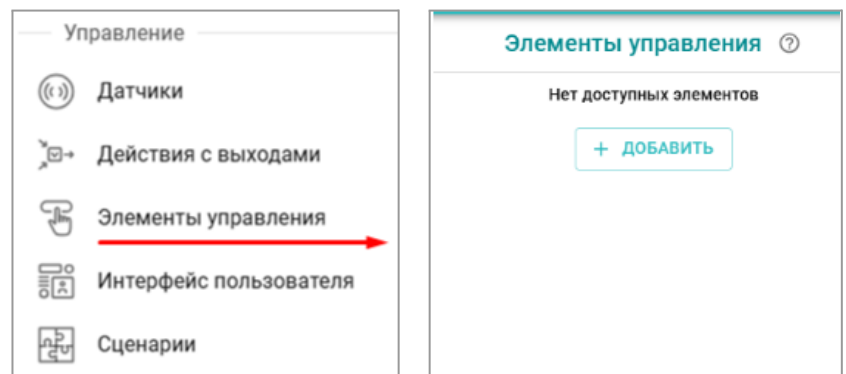 Управление
Датчики
Действия с выходами
Элементы управления
Интерфейс пользователя
Сценарии
Элементы управления ?
Нет доступных элементов
+ ДОБАВИТЬ